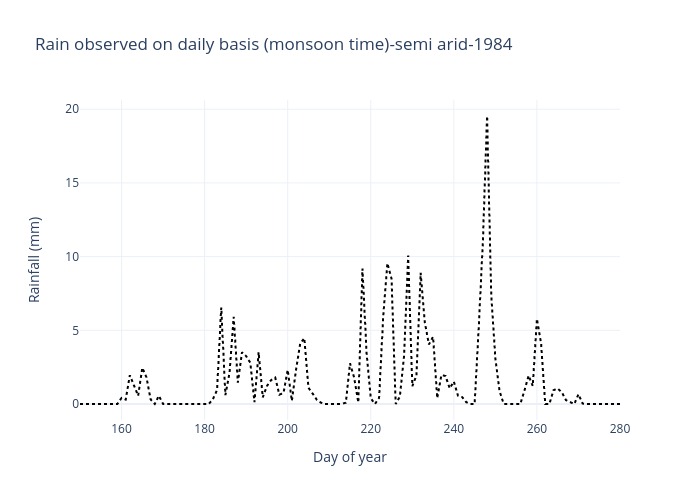 Rain observed on daily basis (monsoon time)-semi arid-1984
Rainfall (mm)
20
15
10
5
0
160 180 200 220 240 260 280
Day of year